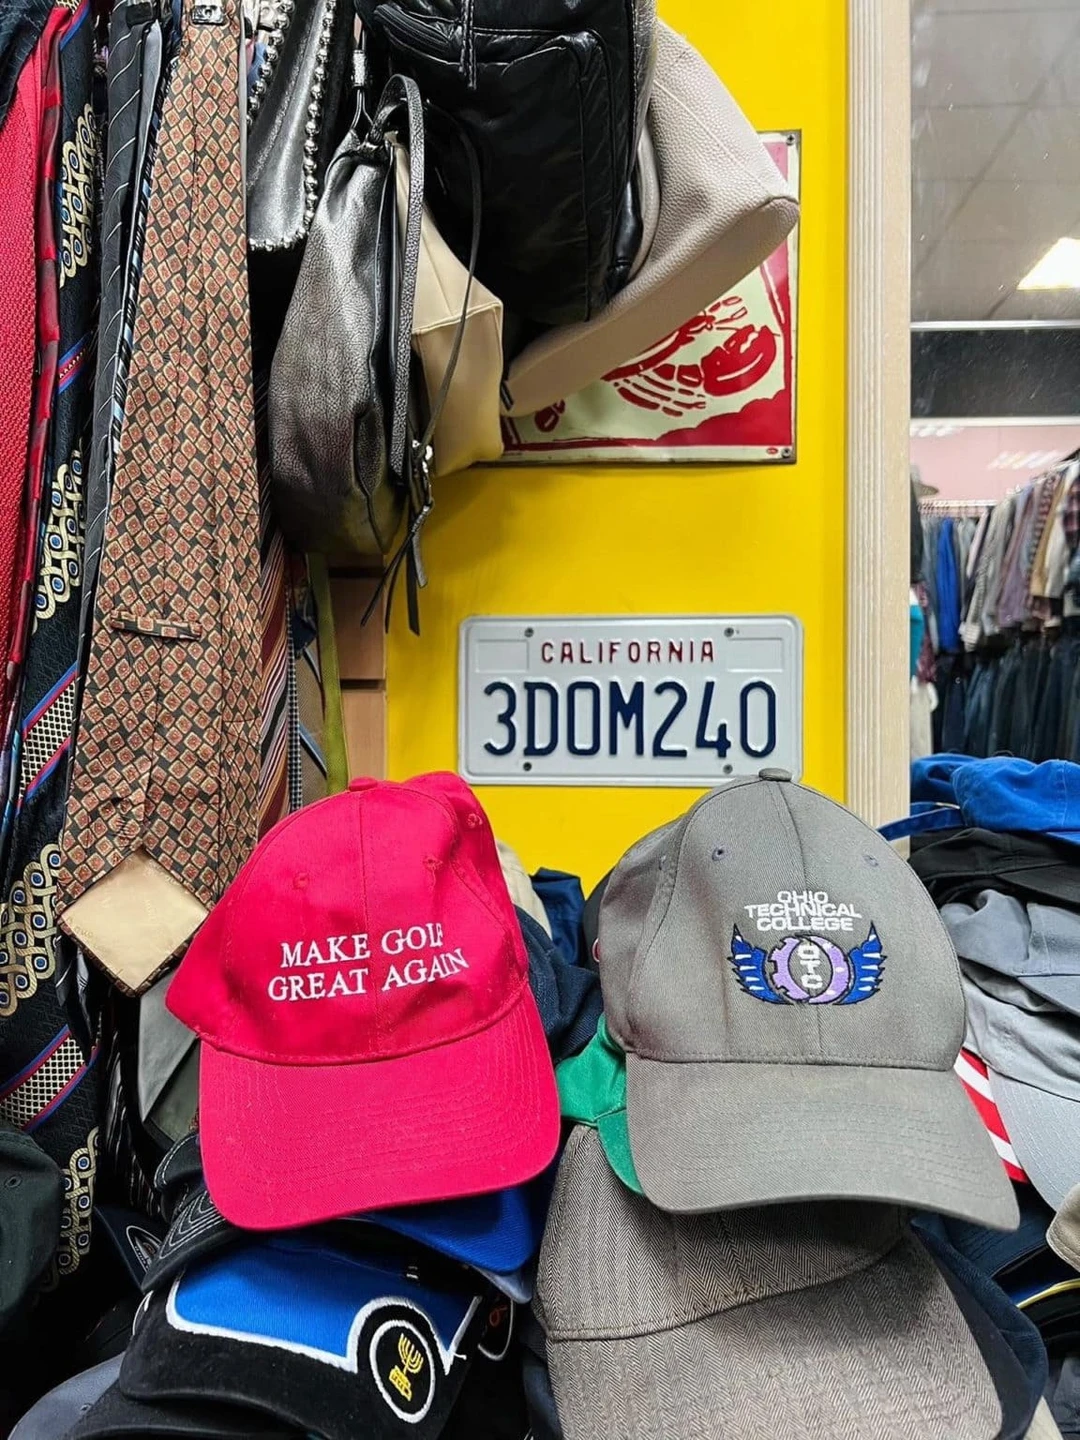 CALIFORNIA
3DOM240
MAKE GOLF
GREAT AGAIN
OHIO
TECHNICAL
COLLEGE
OTC